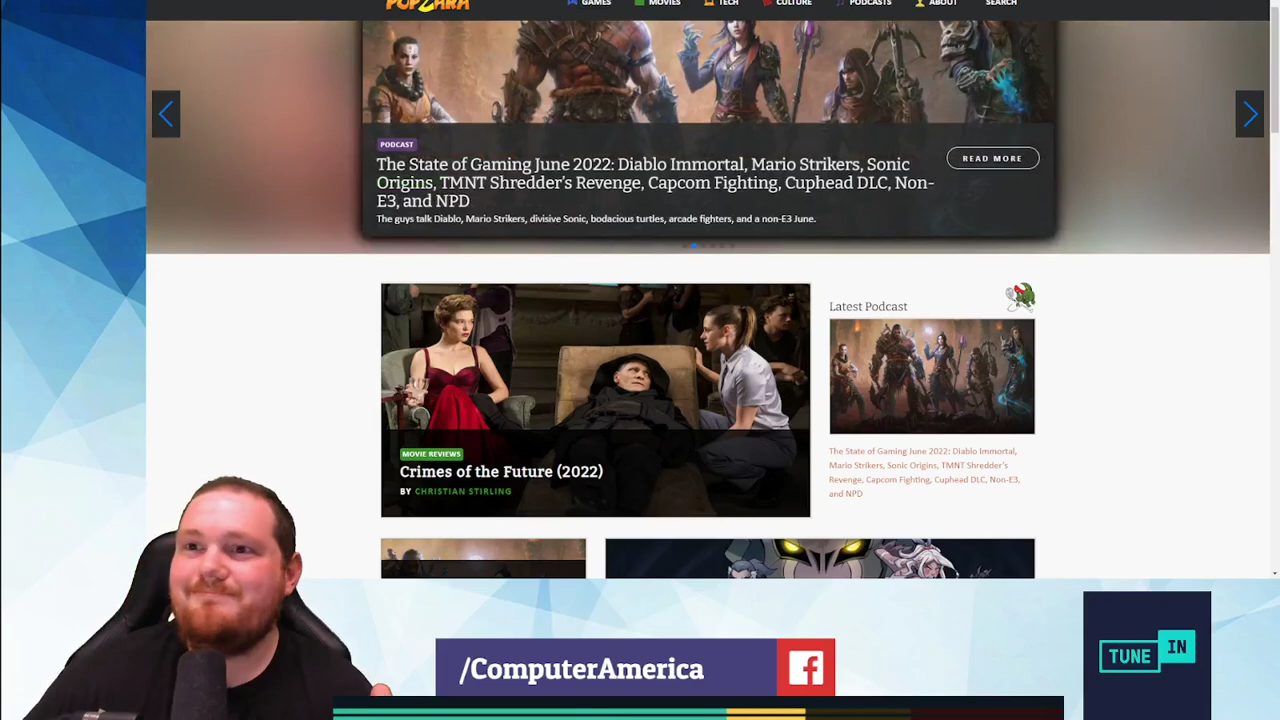 POPZARA
GAMES
MOVIES
TECH
CULTURE
PODCASTS
ABOUT
SEARCH
PODCAST
The State of Gaming June 2022: Diablo Immortal, Mario Strikers, Sonic
Origins, TMNT Shredder's Revenge, Capcom Fighting, Cuphead DLC, Non-
E3, and NPD
The guys talk Diablo, Mario Strikers, divisive Sonic, bodacious turtles, arcade fighters, and a non-E3 June.
READ MORE
MOVIE REVIEWS
Crimes of the Future (2022)
BY CHRISTIAN STIRLING
Latest Podcast
The State of Gaming June 2022: Diablo Immortal,
Mario Strikers, Sonic Origins, TMNT Shredder's
Revenge, Capcom Fighting, Cuphead DLC, Non-E3,
and NPD
/ComputerAmerica
TUNE IN